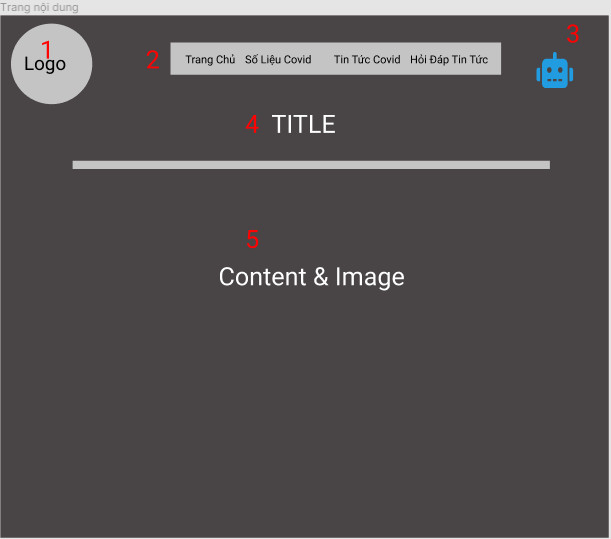 Trang nội dung
1
Logo
2
Trang Chủ Số Liệu Covid Tin Tức Covid Hỏi Đáp Tin Tức
3
4 TITLE
5
Content & Image